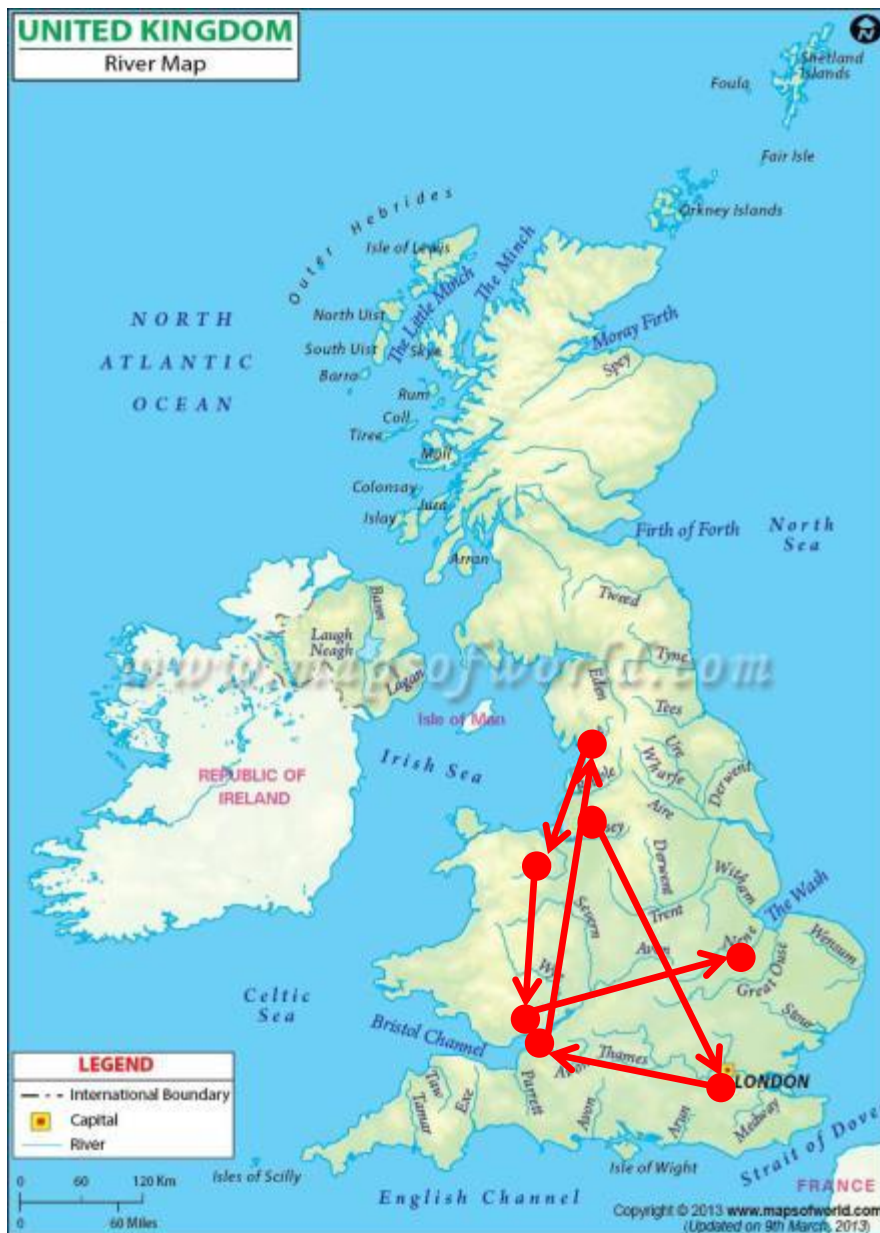 UNITED KINGDOM
River Map
N
Shetland
Islands
Foula
Fair Isle
Orkney Islands
Outer Hebrides
Isle of Lewis
The Minch
The Little Minch
North Uist
South Uist
Skye
Barra
Rum
Coll
Tiree
Mull
Colonsay
Jura
Islay
Arran
Moray Firth
Spey
NORTH
ATLANTIC
OCEAN
Firth of Forth
North
Sea
Tweed
Tyne
Bann
Laugh
Neagh
Lagan
www.mapsofworld.com
Eden
Tees
Isle of Man
Irish Sea
REPUBLIC OF
IRELAND
Ure
Wharfe
Derwent
Aire
Derwent
Witham
The Wash
Trent
Severn
Avon
Wye
Great Ouse
Wensum
Stour
Celtic
Sea
Bristol Channel
Thames
LONDON
Parrett
Avon
Arun
Medway
Taw
Tamar
Exe
Strait of Dove
Isle of Wight
Isles of Scilly
English Channel
FRANCE
LEGEND
International Boundary
Capital
River
0 60 120 Km
0 60 Miles
Copyright © 2013 www.mapsofworld.com
(Updated on 9th March, 2013)